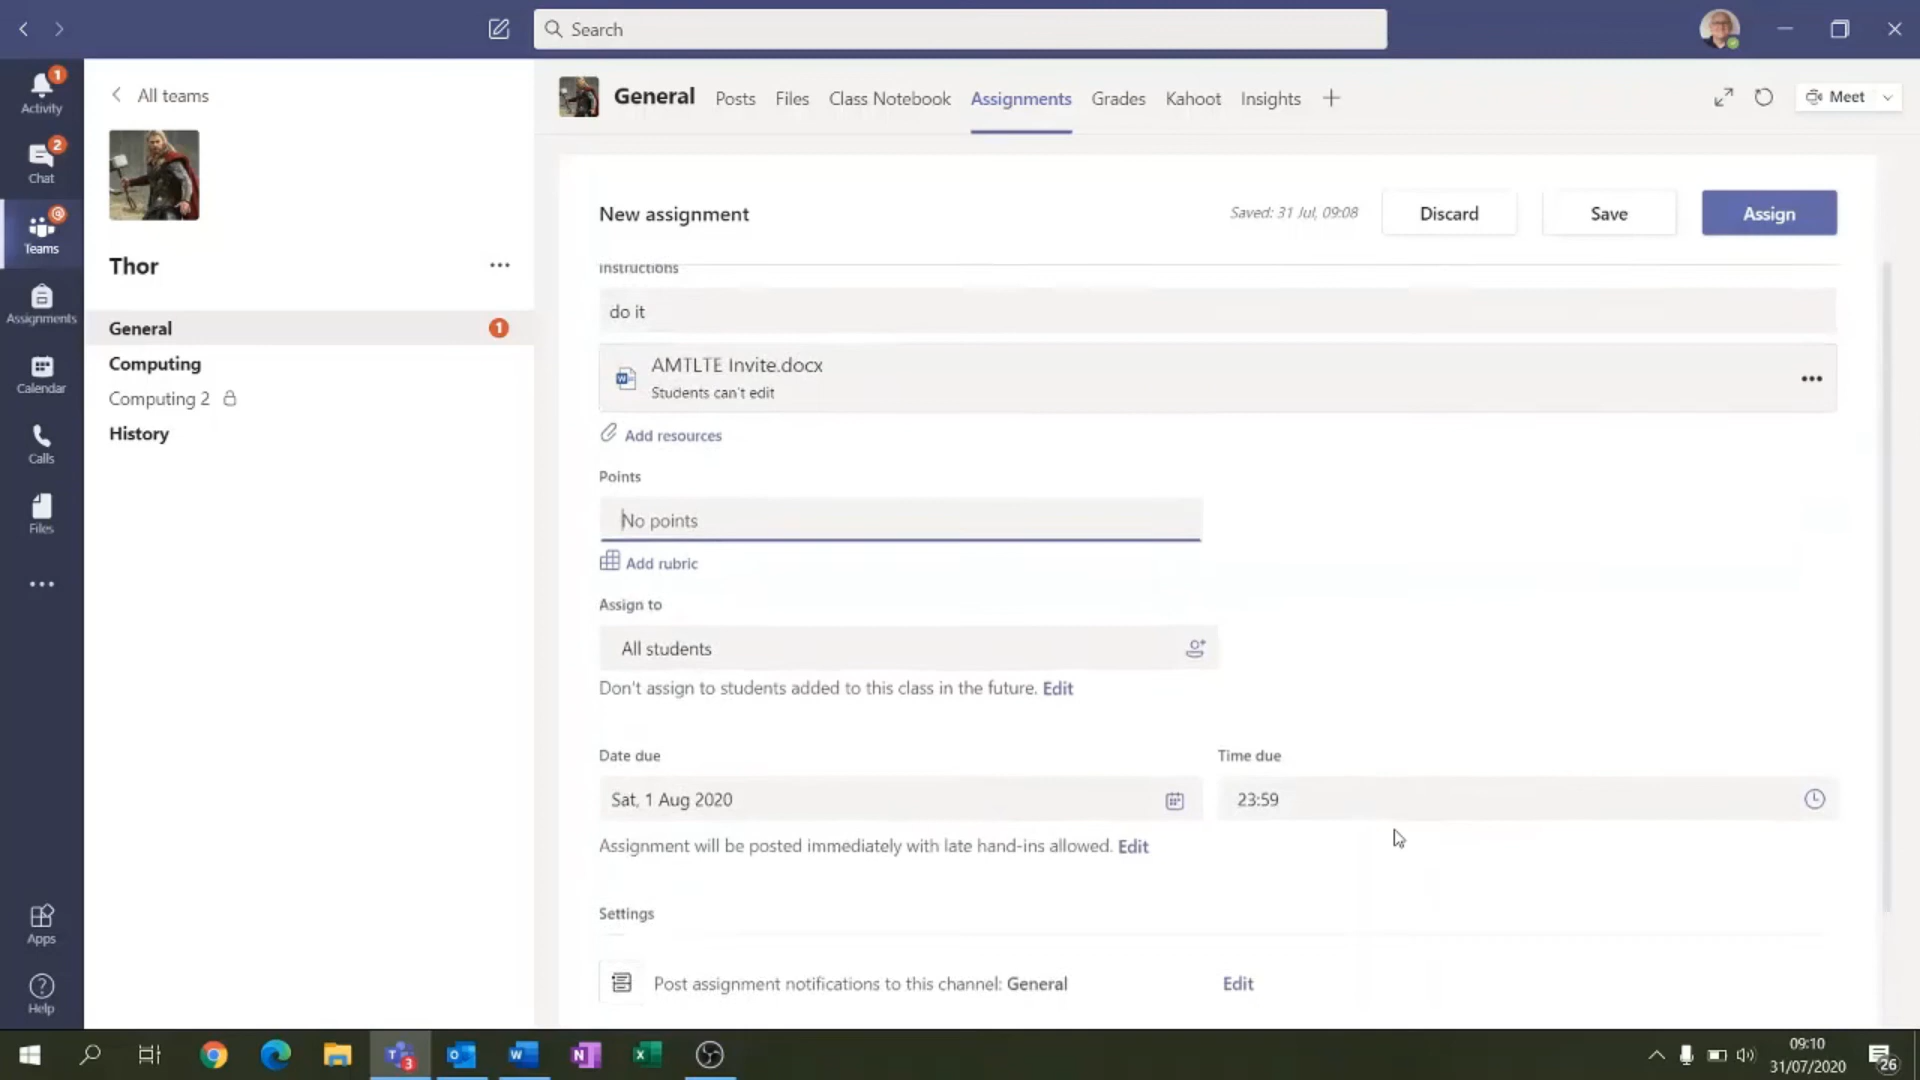 Search
Activity
1
Chat
2
Teams
Assignments
Calendar
Calls
Files
Apps
Help
All teams
Thor
General
1
Computing
Computing 2
History
General
Posts
Files
Class Notebook
Assignments
Grades
Kahoot
Insights
Meet
New assignment
Saved: 31 Jul, 09:08
Discard
Save
Assign
Instructions
do it
AMTLTE Invite.docx
Students can't edit
Add resources
Points
No points
Add rubric
Assign to
All students
Don't assign to students added to this class in the future. Edit
Date due
Time due
Sat, 1 Aug 2020
23:59
Assignment will be posted immediately with late hand-ins allowed. Edit
Settings
Post assignment notifications to this channel: General
Edit
3
09:10
31/07/2020
26